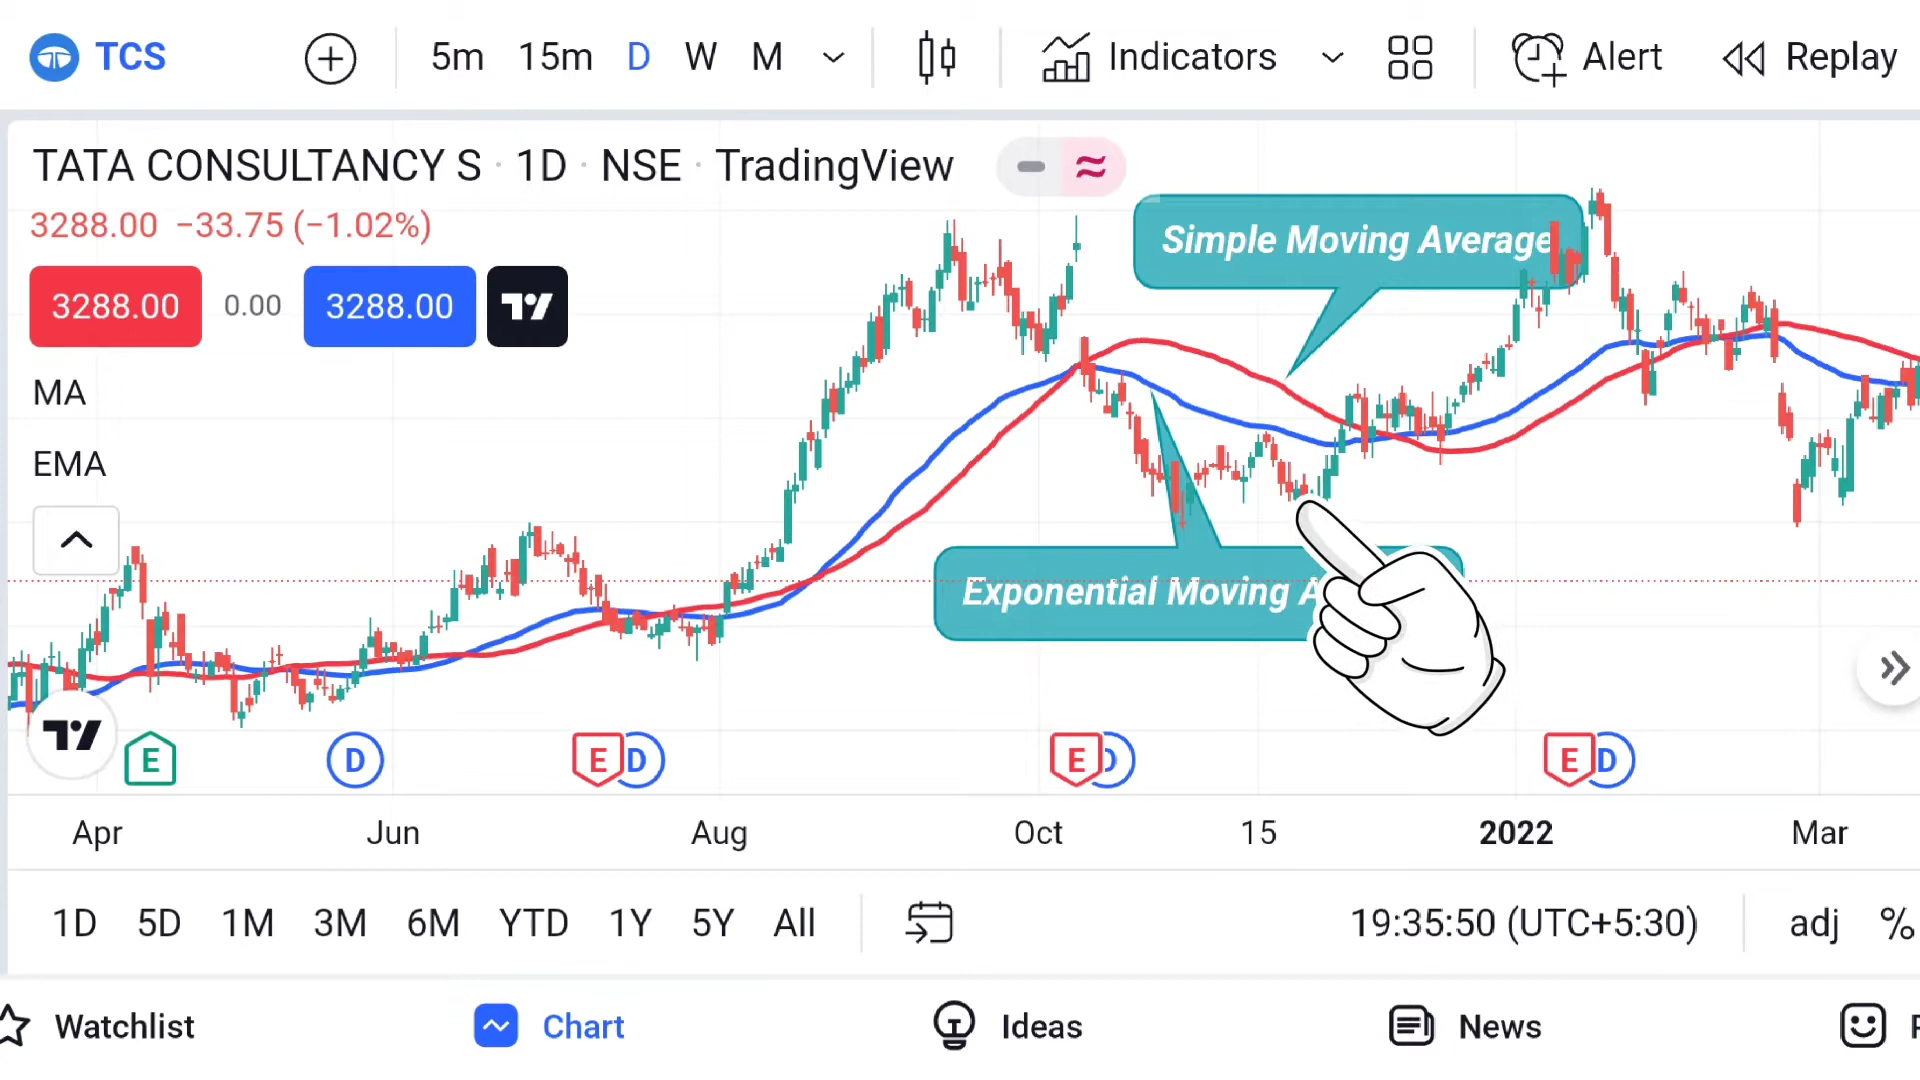 TCS 5m 15m D W M Indicators Alert Replay
TATA CONSULTANCY S · 1D · NSE · TradingView
3288.00 −33.75 (−1.02%)
Simple Moving Average
3288.00 0.00 3288.00
MA
EMA
Exponential Moving
E D E D E D E D
Apr Jun Aug Oct 15 2022 Mar
1D 5D 1M 3M 6M YTD 1Y 5Y All 19:35:50 (UTC+5:30) adj %
Watchlist Chart Ideas News